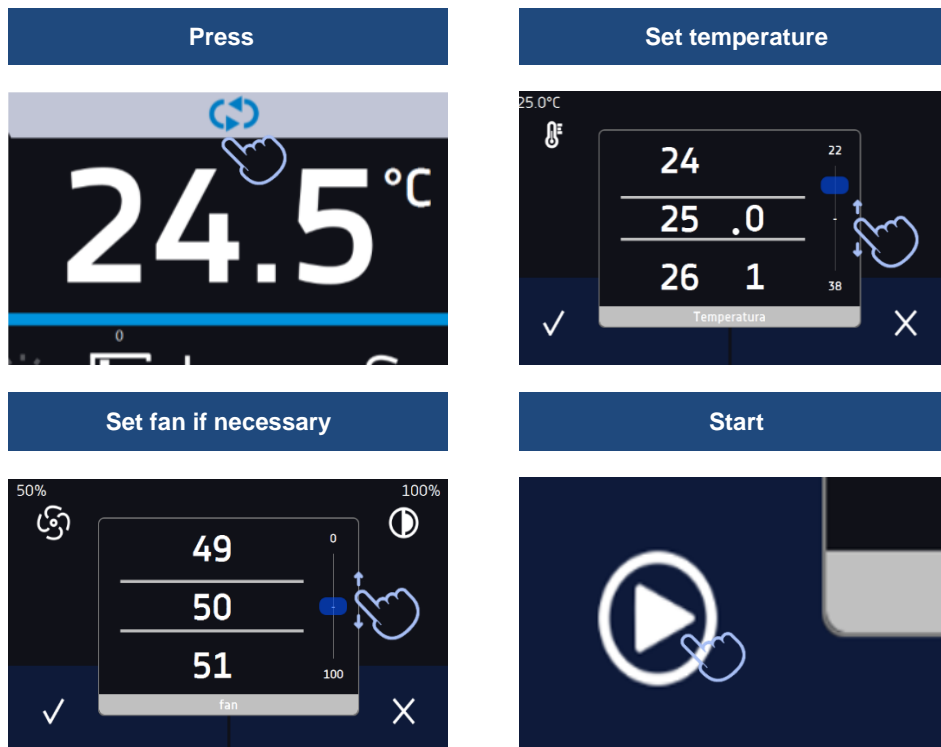 Press
24.5°C
0
Set temperature
25.0°C
24
25 .0
26 1
22
-
38
Temperatura
Set fan if necessary
50%
100%
49
50
51
0
-
100
fan
Start